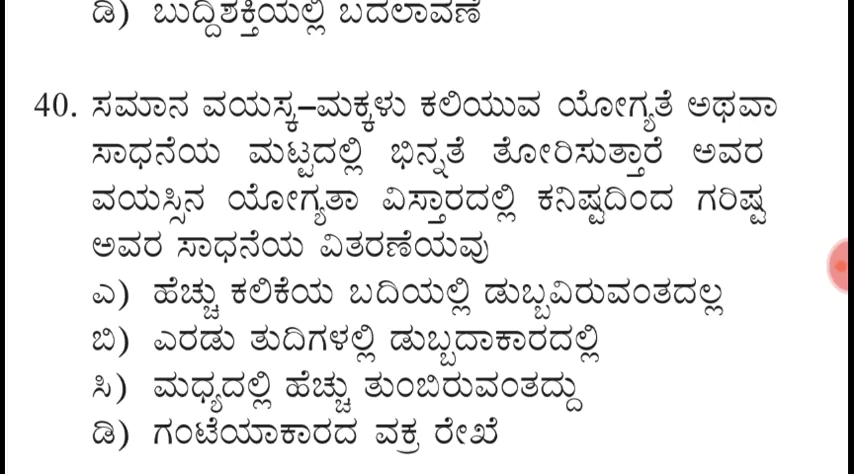 ಡಿ) ಬುದ್ಧಿಶಕ್ತಿಯಲ್ಲಿ ಬದಲಾವಣೆ
40. ಸಮಾನ ವಯಸ್ಕ–ಮಕ್ಕಳು ಕಲಿಯುವ ಯೋಗ್ಯತೆ ಅಥವಾ
ಸಾಧನೆಯ ಮಟ್ಟದಲ್ಲಿ ಭಿನ್ನತೆ ತೋರಿಸುತ್ತಾರೆ ಅವರ
ವಯಸ್ಸಿನ ಯೋಗ್ಯತಾ ವಿಸ್ತಾರದಲ್ಲಿ ಕನಿಷ್ಟದಿಂದ ಗರಿಷ್ಟ
ಅವರ ಸಾಧನೆಯ ವಿತರಣೆಯವು
ಎ) ಹೆಚ್ಚು ಕಲಿಕೆಯ ಬದಿಯಲ್ಲಿ ಡುಬ್ಬವಿರುವಂತದಲ್ಲ
ಬಿ) ಎರಡು ತುದಿಗಳಲ್ಲಿ ಡುಬ್ಬದಾಕಾರದಲ್ಲಿ
ಸಿ) ಮಧ್ಯದಲ್ಲಿ ಹೆಚ್ಚು ತುಂಬಿರುವಂತದ್ದು
ಡಿ) ಗಂಟೆಯಾಕಾರದ ವಕ್ರ ರೇಖೆ